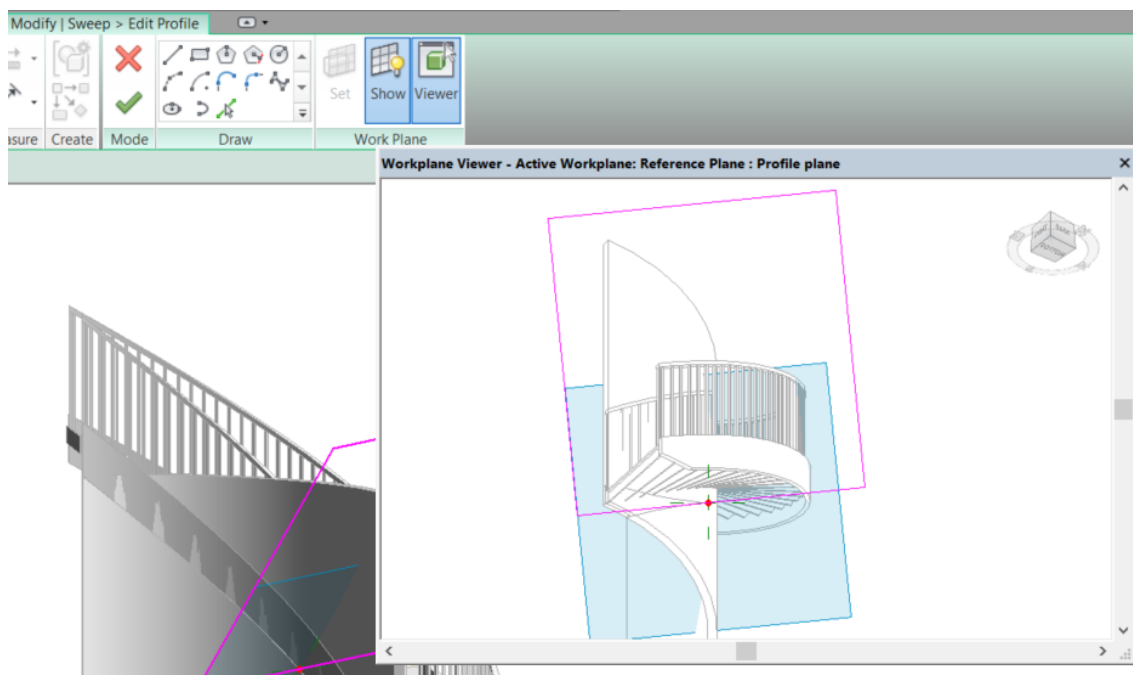 Modify | Sweep > Edit Profile
Set
Show
Viewer
asure
Create
Mode
Draw
Work Plane
Workplane Viewer - Active Workplane: Reference Plane : Profile plane
BOTTOM